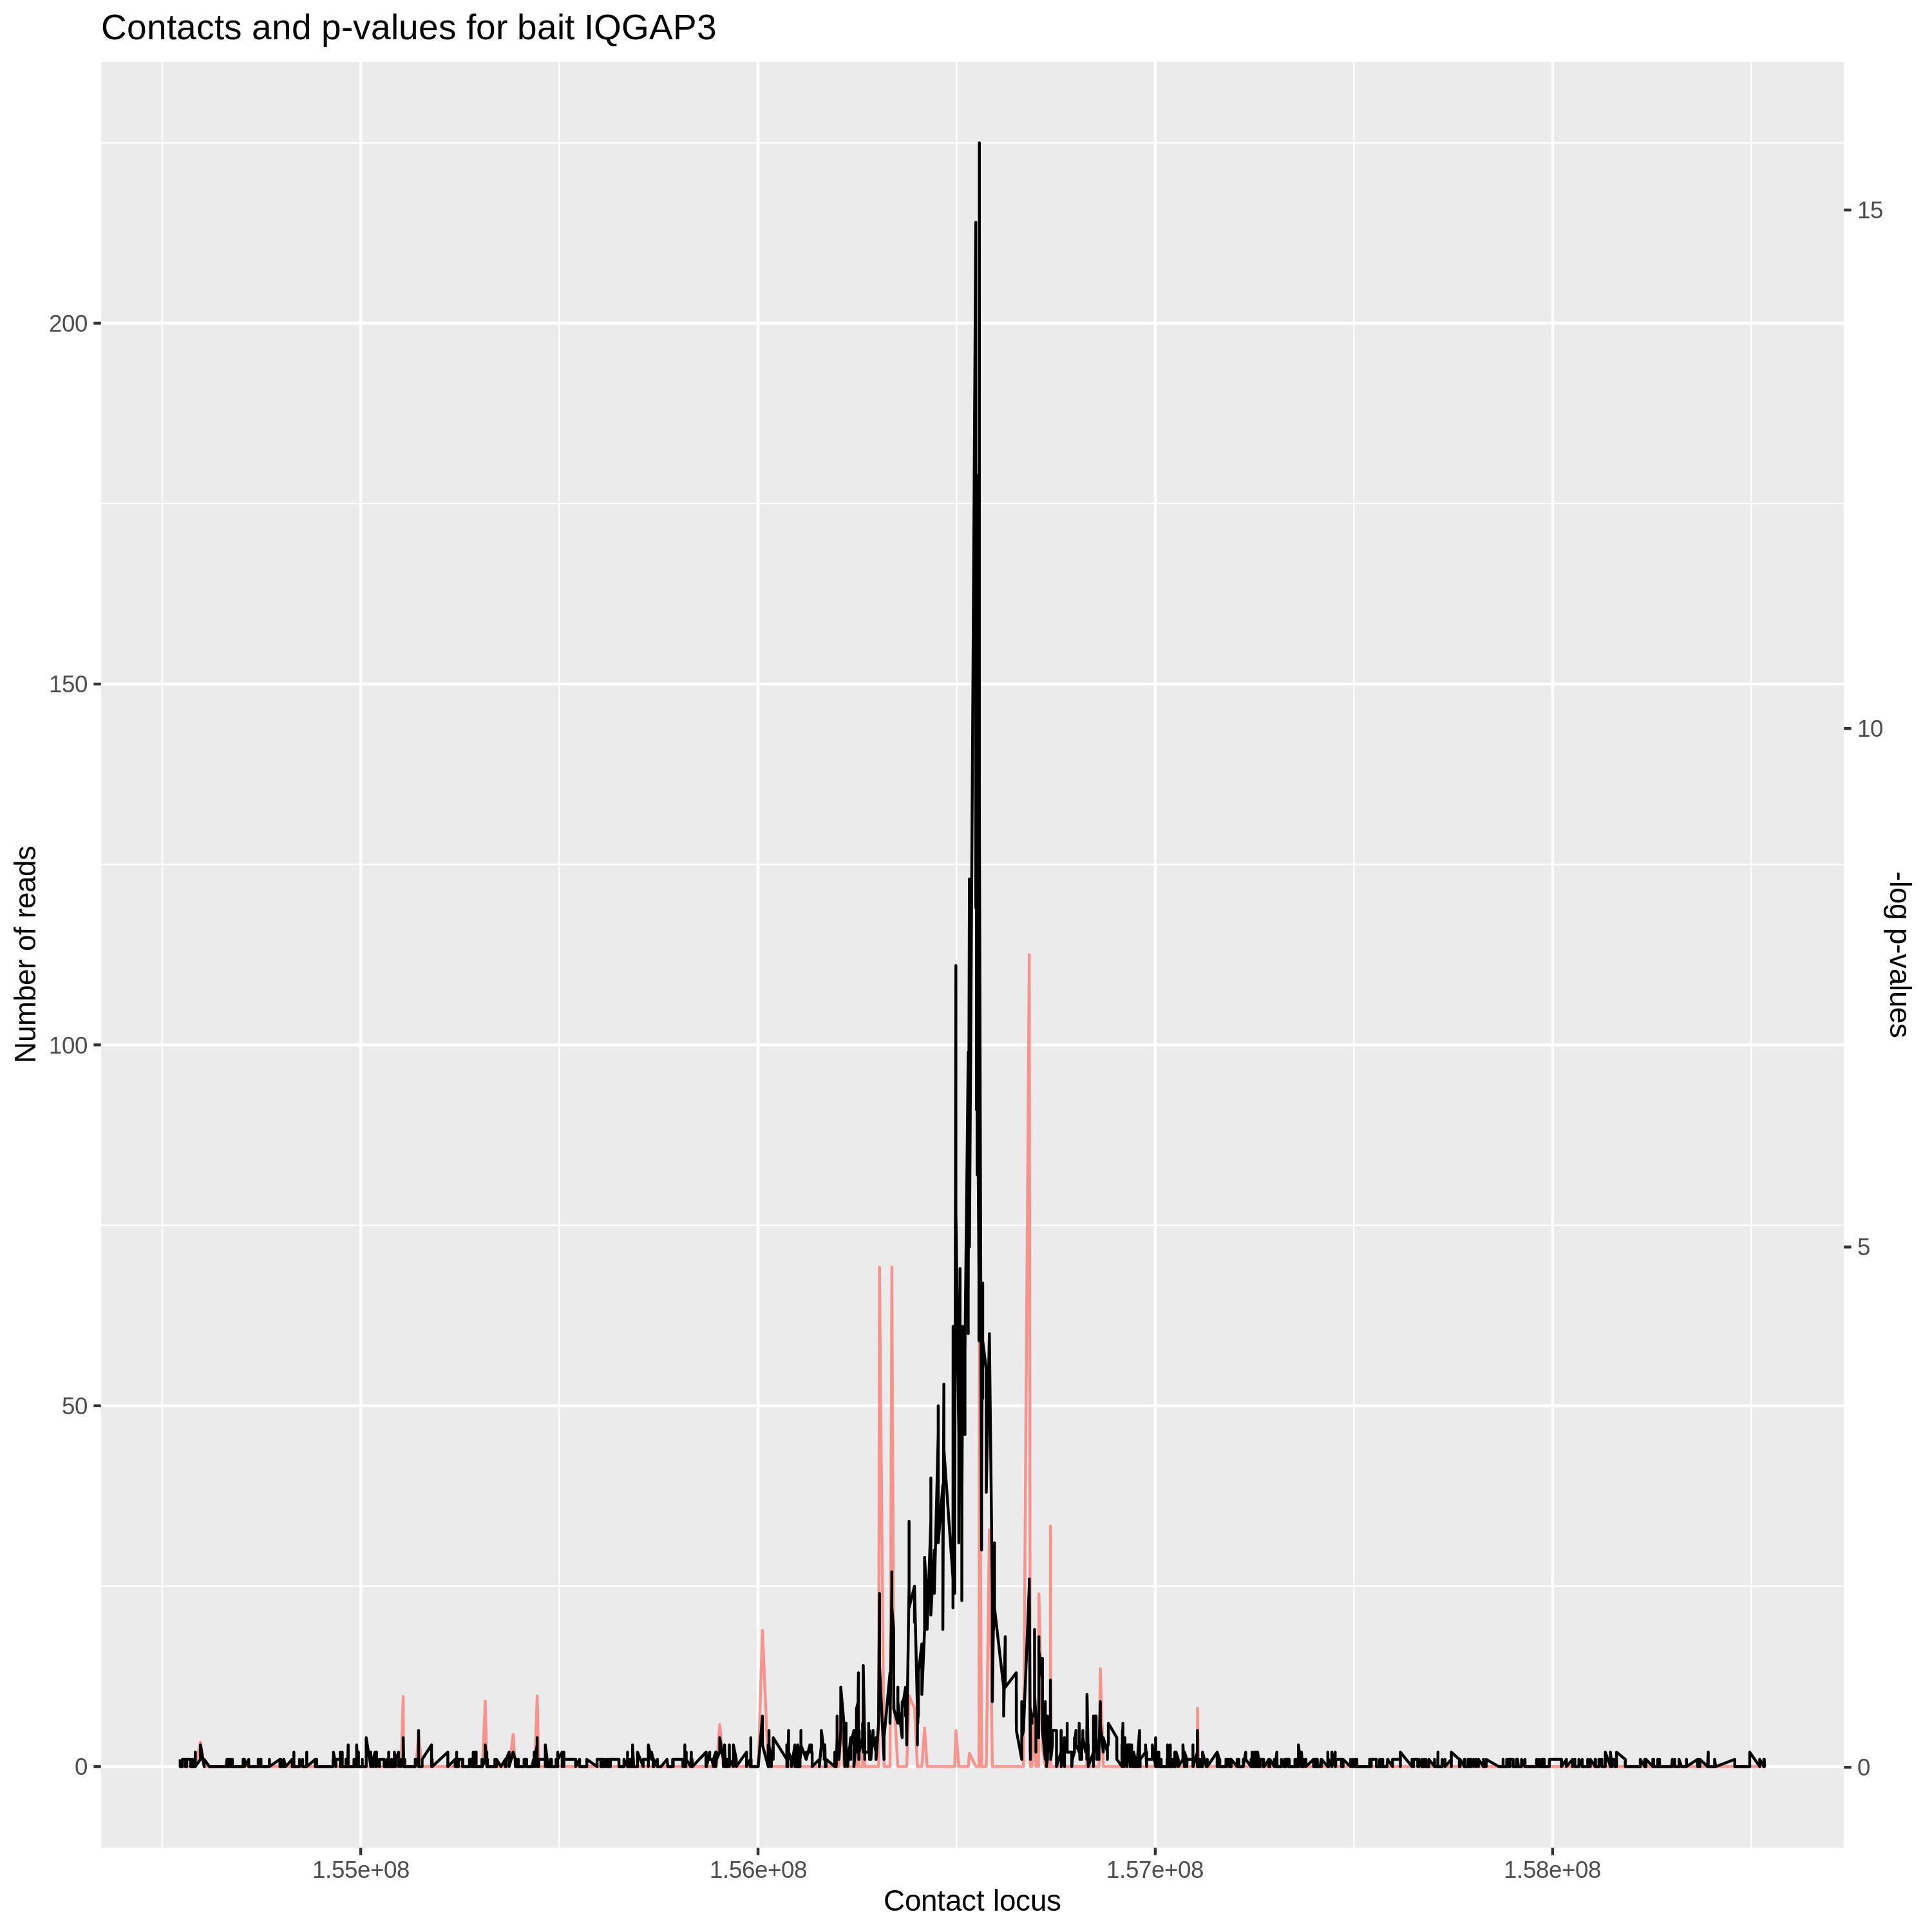 Contacts and p-values for bait IQGAP3
Number of reads
200
150
100
50
0
15
10
5
0
-log p-values
1.55e+08 1.56e+08 1.57e+08 1.58e+08
Contact locus